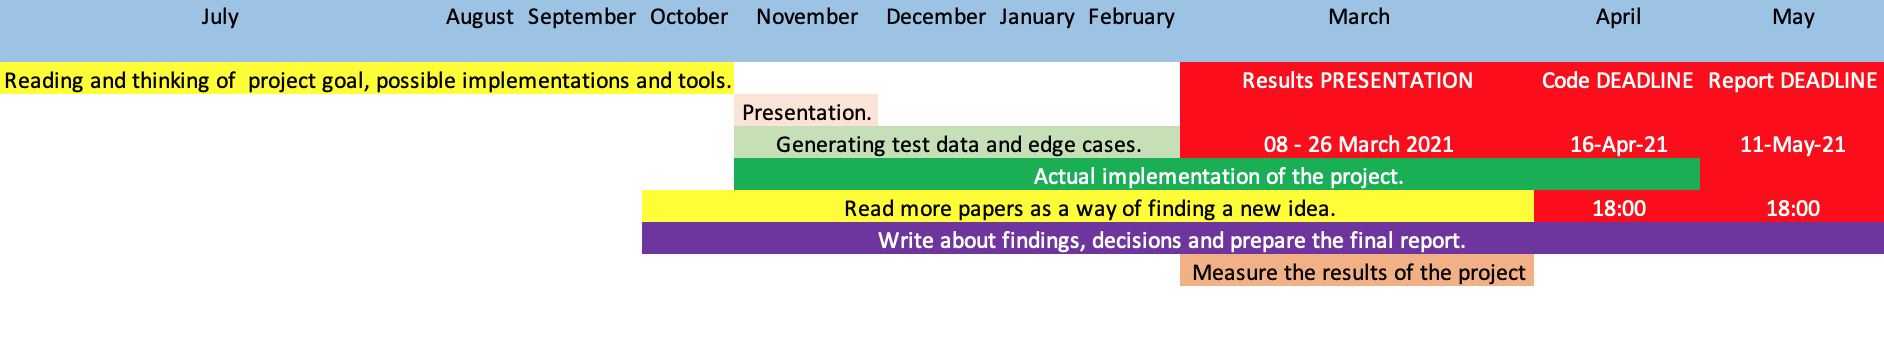 July August September October November December January February March April May
Reading and thinking of  project goal, possible implementations and tools. Results PRESENTATION Code DEADLINE Report DEADLINE
Presentation.
Generating test data and edge cases. 08 - 26 March 2021 16-Apr-21 11-May-21
Actual implementation of the project.
Read more papers as a way of finding a new idea. 18:00 18:00
Write about findings, decisions and prepare the final report.
Measure the results of the project